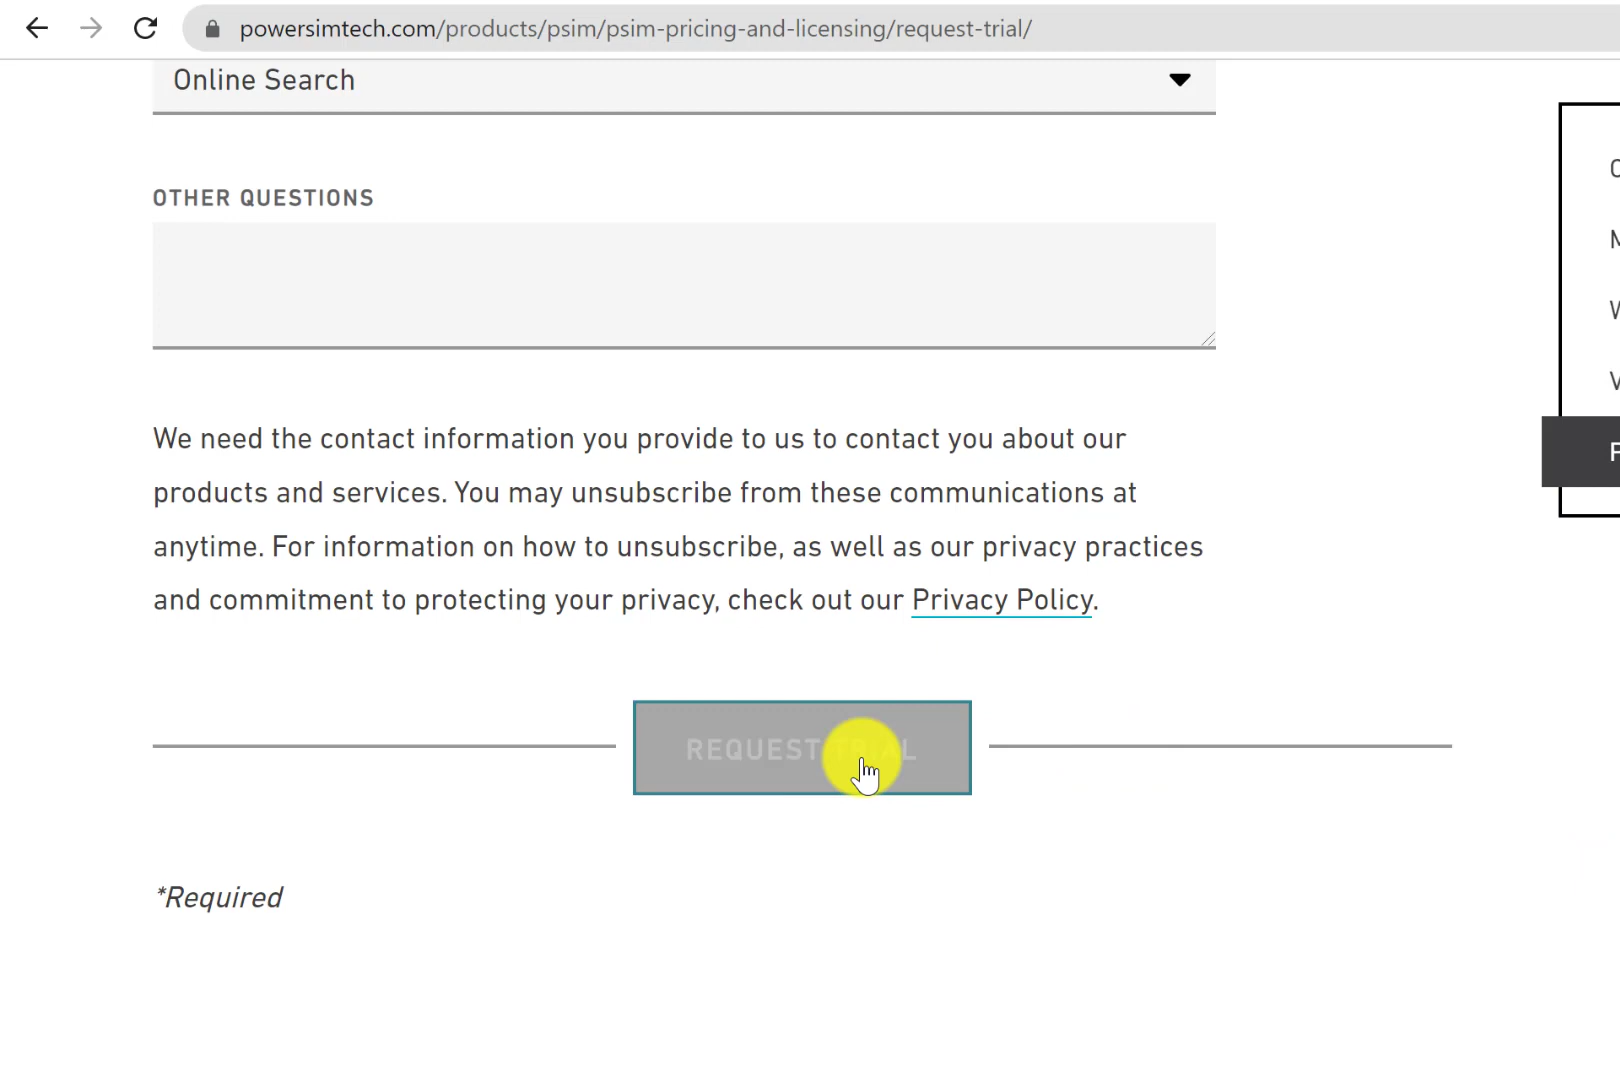 powersimtech.com/products/psim/psim-pricing-and-licensing/request-trial/
Online Search
OTHER QUESTIONS
We need the contact information you provide to us to contact you about our
products and services. You may unsubscribe from these communications at
anytime. For information on how to unsubscribe, as well as our privacy practices
and commitment to protecting your privacy, check out our Privacy Policy.
REQUEST TRIAL
*Required